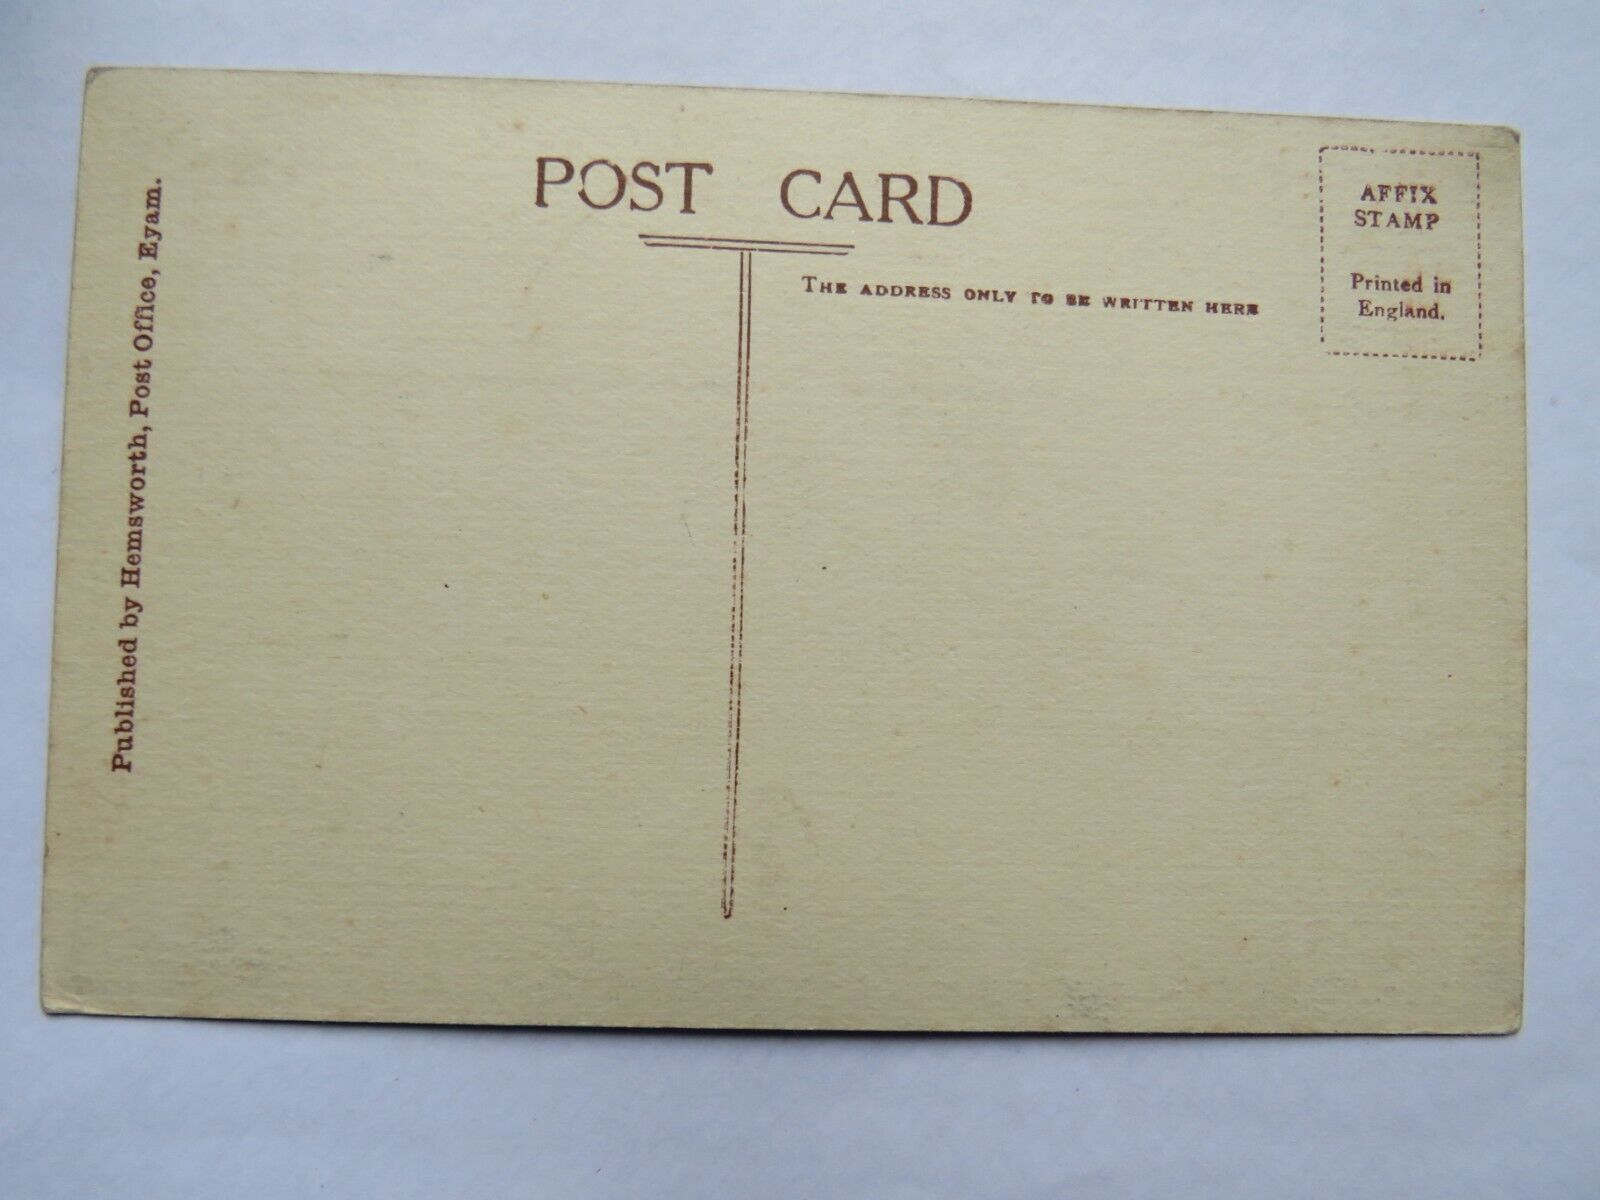 POST CARD
AFFIX
STAMP
Printed in
England.
THE ADDRESS ONLY TO BE WRITTEN HERE
Published by Hemsworth, Post Office, Eyam.